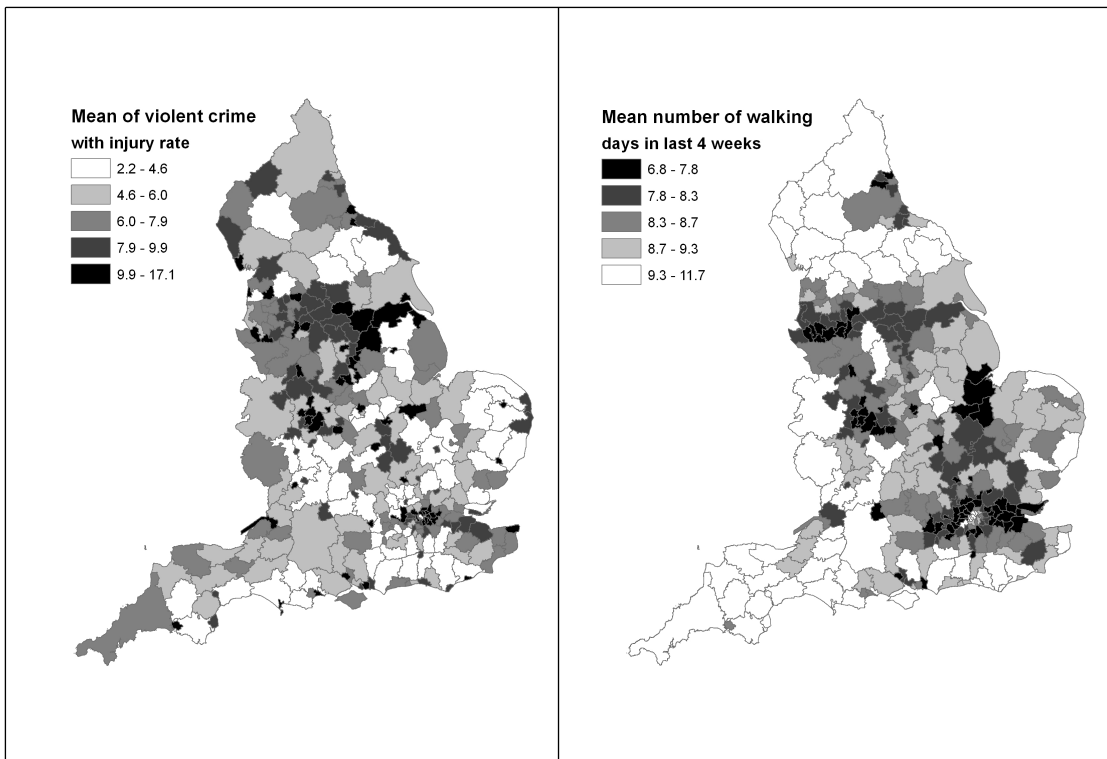 Mean of violent crime
with injury rate
2.2 - 4.6
4.6 - 6.0
6.0 - 7.9
7.9 - 9.9
9.9 - 17.1
Mean number of walking
days in last 4 weeks
6.8 - 7.8
7.8 - 8.3
8.3 - 8.7
8.7 - 9.3
9.3 - 11.7